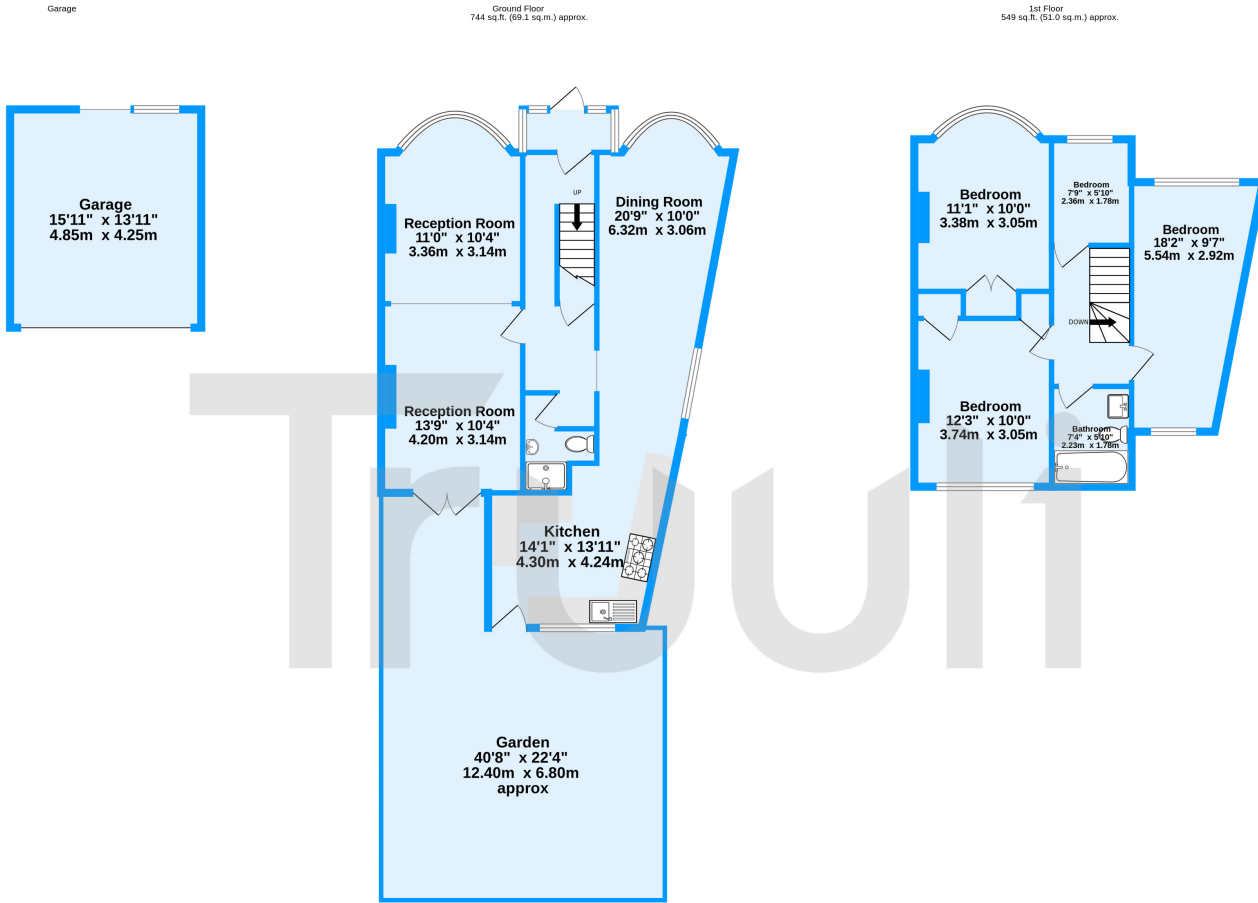 Garage
Ground Floor
744 sq.ft. (69.1 sq.m.) approx.
1st Floor
549 sq.ft. (51.0 sq.m.) approx.
Garage
15'11" x 13'11"
4.85m x 4.25m
Reception Room
11'0" x 10'4"
3.36m x 3.14m
UP
Dining Room
20'9" x 10'0"
6.32m x 3.06m
Reception Room
13'9" x 10'4"
4.20m x 3.14m
Kitchen
14'1" x 13'11"
4.30m x 4.24m
Garden
40'8" x 22'4"
12.40m x 6.80m
approx
Bedroom
11'1" x 10'0"
3.38m x 3.05m
Bedroom
7'9" x 5'10"
2.36m x 1.78m
Bedroom
18'2" x 9'7"
5.54m x 2.92m
DOWN
Bedroom
12'3" x 10'0"
3.74m x 3.05m
Bathroom
7'4" x 5'10"
2.23m x 1.78m
Truuli